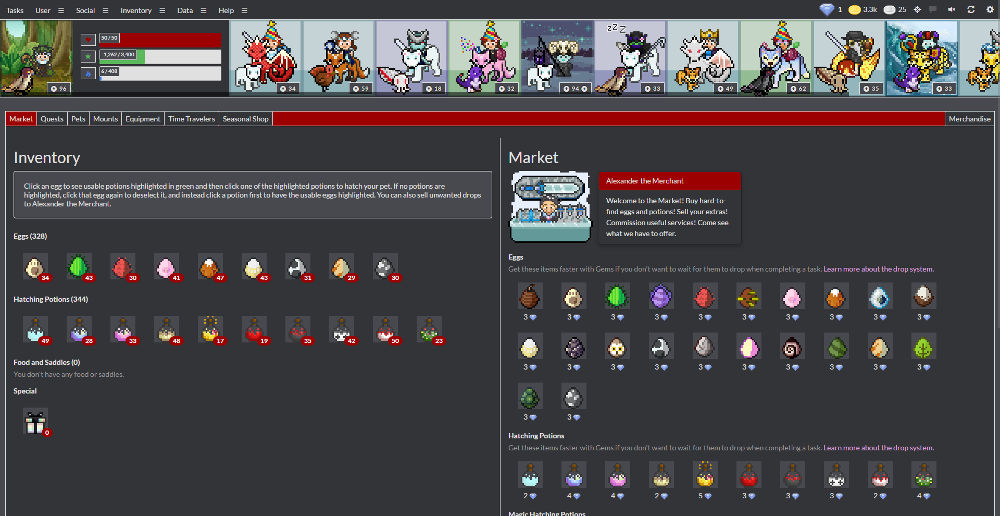 Tasks User Social Inventory Data Help 1 3.3k 25
50 / 50
6 / 408
96 34 59 18 32 94 33 49 62 35 33
zzz
Market Quests Pets Mounts Equipment Time Travelers Seasonal Shop Merchandise
Inventory
Click an egg to see usable potions highlighted in green and then click one of the highlighted potions to hatch your pet. If no potions are
highlighted, click that egg again to deselect it, and instead click a potion first to have the usable eggs highlighted. You can also sell unwanted drops
to Alexander the Merchant.
Eggs (328)
34 43 30 41 47 43 31 29 30
Hatching Potions (344)
49 28 33 48 17 19 35 42 50 23
Food and Saddles (0)
You don't have any food or saddles.
Special
0
Market
Alexander the Merchant
Welcome to the Market! Buy hard-to-
find eggs and potions! Sell your extras!
Commission useful services! Come see
what we have to offer.
Eggs
Get these items faster with Gems if you don't want to wait for them to drop when completing a task. Learn more about the drop system.
3 3 3 3 3 3 3 3 3 3
3 3 3 3 3 3 3 3 3 3
3 3
Hatching Potions
Get these items faster with Gems if you don't want to wait for them to drop when completing a task. Learn more about the drop system.
2 4 4 2 5 3 3 3 2 4
Magic Hatching Potions